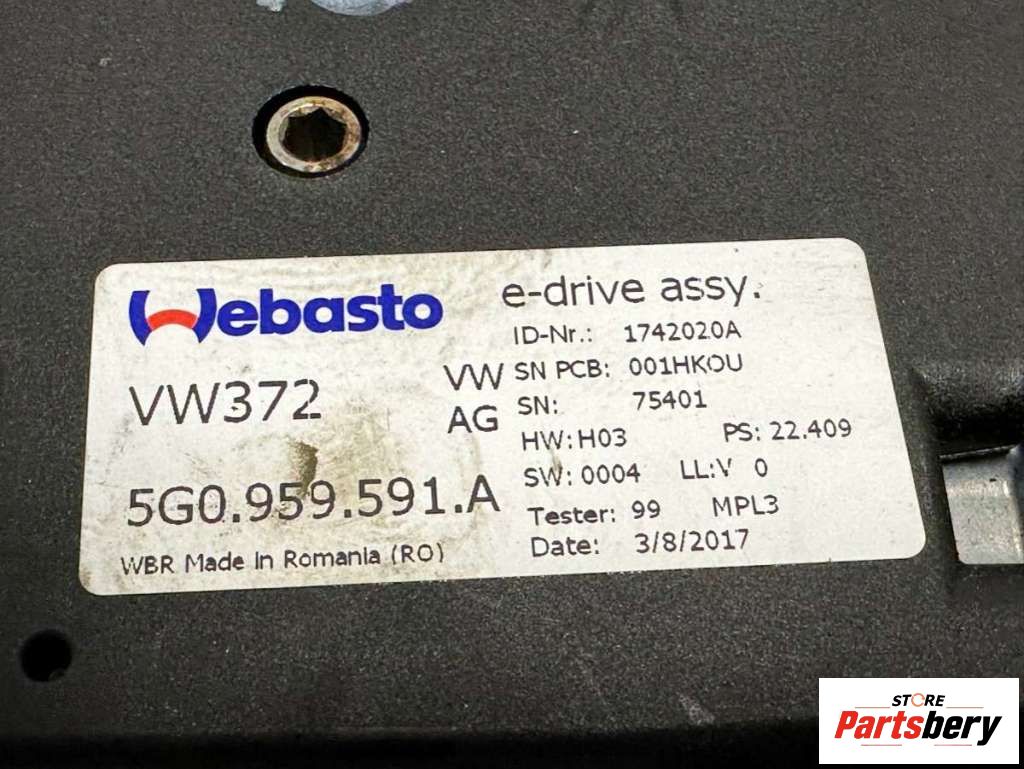 Webasto
e-drive assy.
ID-Nr.: 1742020A
VW372
VW AG
SN PCB: 001HKOU
SN: 75401
HW: H03 PS: 22.409
SW: 0004 LL:V 0
5G0.959.591.A
Tester: 99 MPL3
WBR Made in Romania (RO)
Date: 3/8/2017
STORE
Partsbery